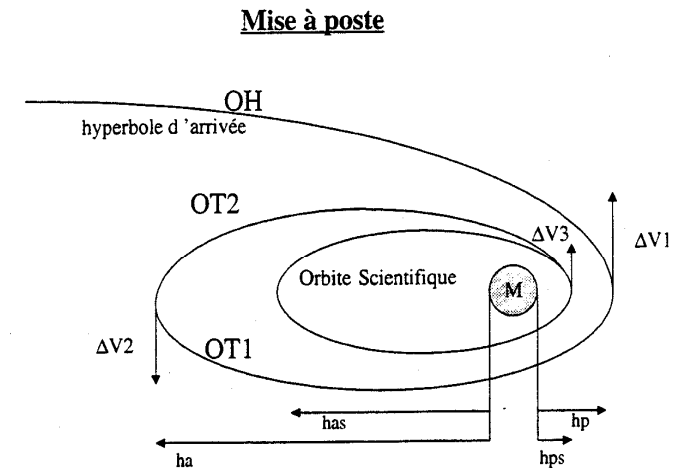 Mise à poste
OH
hyperbole d 'arrivée
OT2
ΔV3
ΔV1
Orbite Scientifique
M
ΔV2
OT1
has
hp
ha
hps